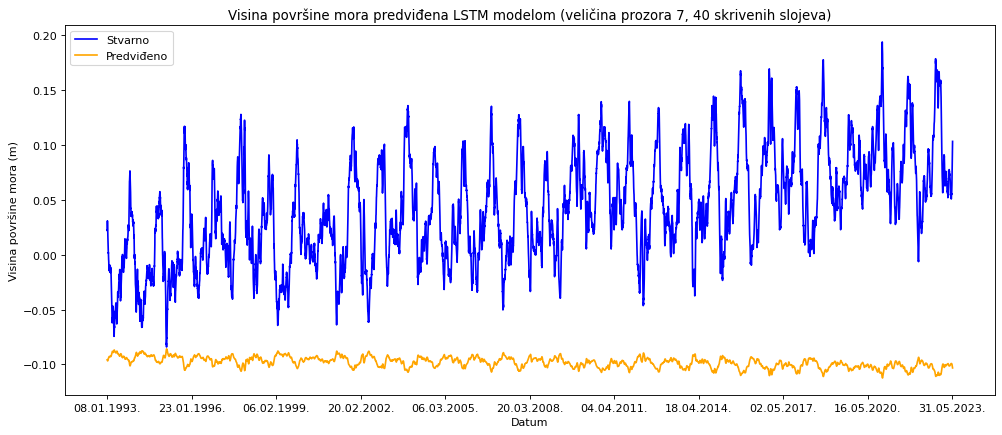 Visina površine mora predviđena LSTM modelom (veličina prozora 7, 40 skrivenih slojeva)
Stvarno
Predviđeno
0.20
0.15
0.10
0.05
0.00
−0.05
−0.10
Visina površine mora (m)
08.01.1993. 23.01.1996. 06.02.1999. 20.02.2002. 06.03.2005. 20.03.2008. 04.04.2011. 18.04.2014. 02.05.2017. 16.05.2020. 31.05.2023.
Datum